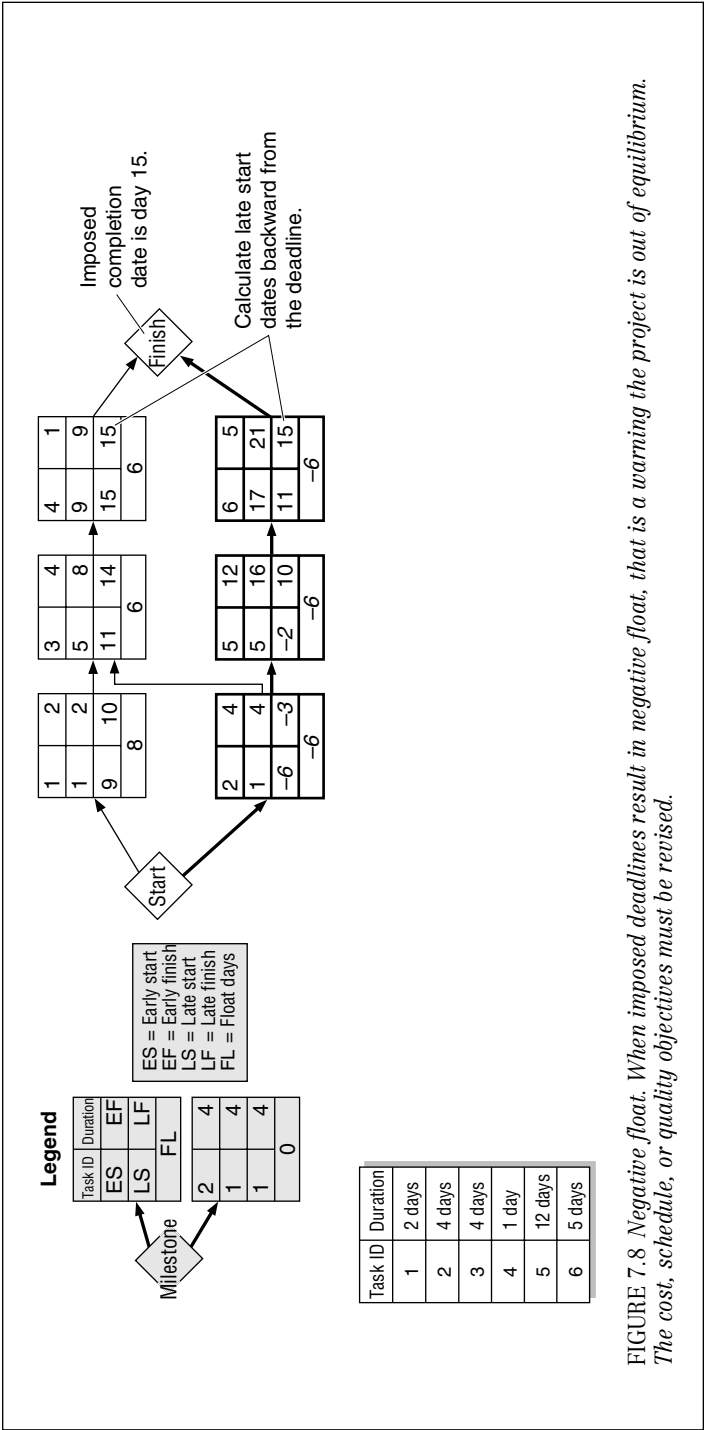 Legend
Task ID Duration
ES EF
LS LF
FL
Milestone
2 4
1 4
1 4
0
ES = Early start
EF = Early finish
LS = Late start
LF = Late finish
FL = Float days
Task ID Duration
1 2 days
2 4 days
3 4 days
4 1 day
5 12 days
6 5 days
Start
1 2
1 2
9 10
8
2 4
1 4
–6 –3
–6
3 4
5 8
11 14
6
5 12
5 16
–2 10
–6
4 1
9 9
15 15
6
6 5
17 21
11 15
–6
Finish
Imposed
completion
date is day 15.
Calculate late start
dates backward from
the deadline.
FIGURE 7.8 Negative float. When imposed deadlines result in negative float, that is a warning the project is out of equilibrium.
The cost, schedule, or quality objectives must be revised.